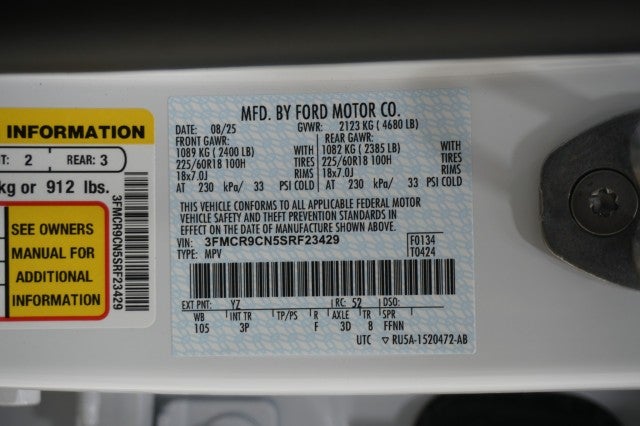 INFORMATION
T: 2 REAR: 3
kg or 912 lbs.
SEE OWNERS
MANUAL FOR
ADDITIONAL
INFORMATION
3FMCR9CN5SRF23429
MFD. BY FORD MOTOR CO.
DATE: 08/25 GVWR: 2123 KG ( 4680 LB)
FRONT GAWR: REAR GAWR:
1089 KG ( 2400 LB) WITH 1082 KG ( 2385 LB) WITH
225/60R18 100H TIRES 225/60R18 100H TIRES
18x7.0J RIMS 18x7.0J RIMS
AT 230 kPa/ 33 PSI COLD AT 230 kPa/ 33 PSI COLD
THIS VEHICLE CONFORMS TO ALL APPLICABLE FEDERAL MOTOR
VEHICLE SAFETY AND THEFT PREVENTION STANDARDS IN
EFFECT ON THE DATE OF MANUFACTURE SHOWN ABOVE.
VIN: 3FMCR9CN5SRF23429 F0134
TYPE: MPV T0424
EXT PNT: YZ RC: 52 DSO:
WB INT TR TP/PS R AXLE TR SPR
105 3P F 3D 8 FFNN
UTC ▽ RU5A-1520472-AB